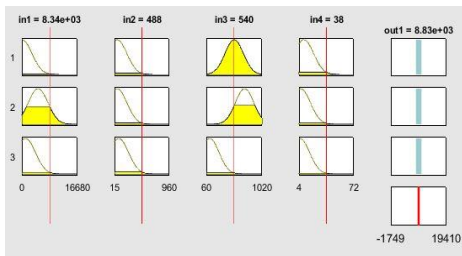 in1 = 8.34e+03 in2 = 488 in3 = 540 in4 = 38 out1 = 8.83e+03
1
2
3
0 16680 15 960 60 1020 4 72
-1749 19410